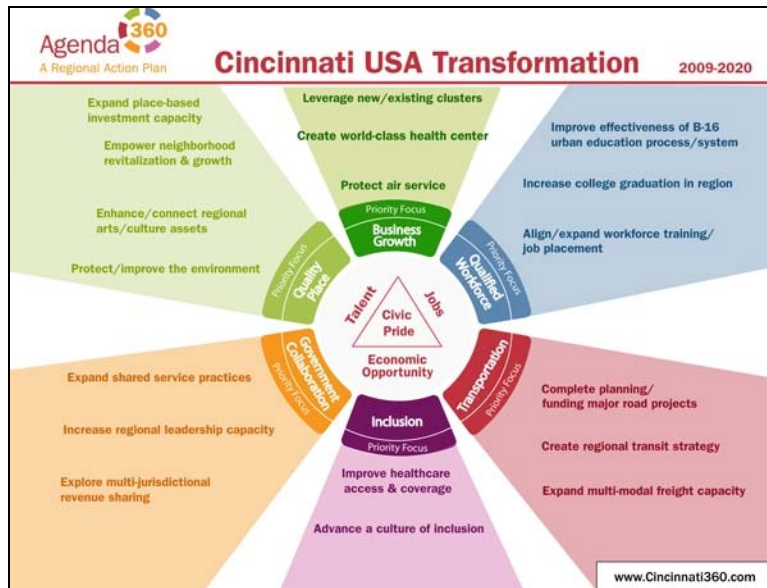 Agenda 360
A Regional Action Plan
Cincinnati USA Transformation
2009-2020
Expand place-based
investment capacity
Empower neighborhood
revitalization & growth
Enhance/connect regional
arts/culture assets
Protect/improve the environment
Priority Focus
Quality
Place
Leverage new/existing clusters
Create world-class health center
Protect air service
Priority Focus
Business
Growth
Improve effectiveness of B-16
urban education process/system
Increase college graduation in region
Align/expand workforce training/
job placement
Priority Focus
Qualified
Workforce
Talent
Jobs
Civic
Pride
Economic
Opportunity
Government
Collaboration
Priority Focus
Expand shared service practices
Increase regional leadership capacity
Explore multi-jurisdictional
revenue sharing
Inclusion
Priority Focus
Improve healthcare
access & coverage
Advance a culture of inclusion
Transportation
Priority Focus
Complete planning/
funding major road projects
Create regional transit strategy
Expand multi-modal freight capacity
www.Cincinnati360.com